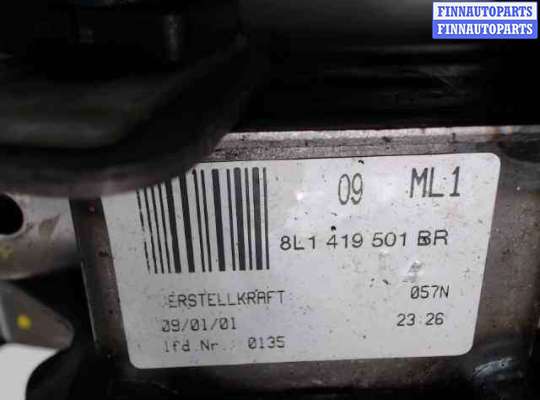 FINNAUTOPARTS
FINNAUTOPARTS
09 ML1
8L1 419 501 BR
ERSTELLKRAFT: 057N
09/01/01 23:26
lfd.Nr.: 0135